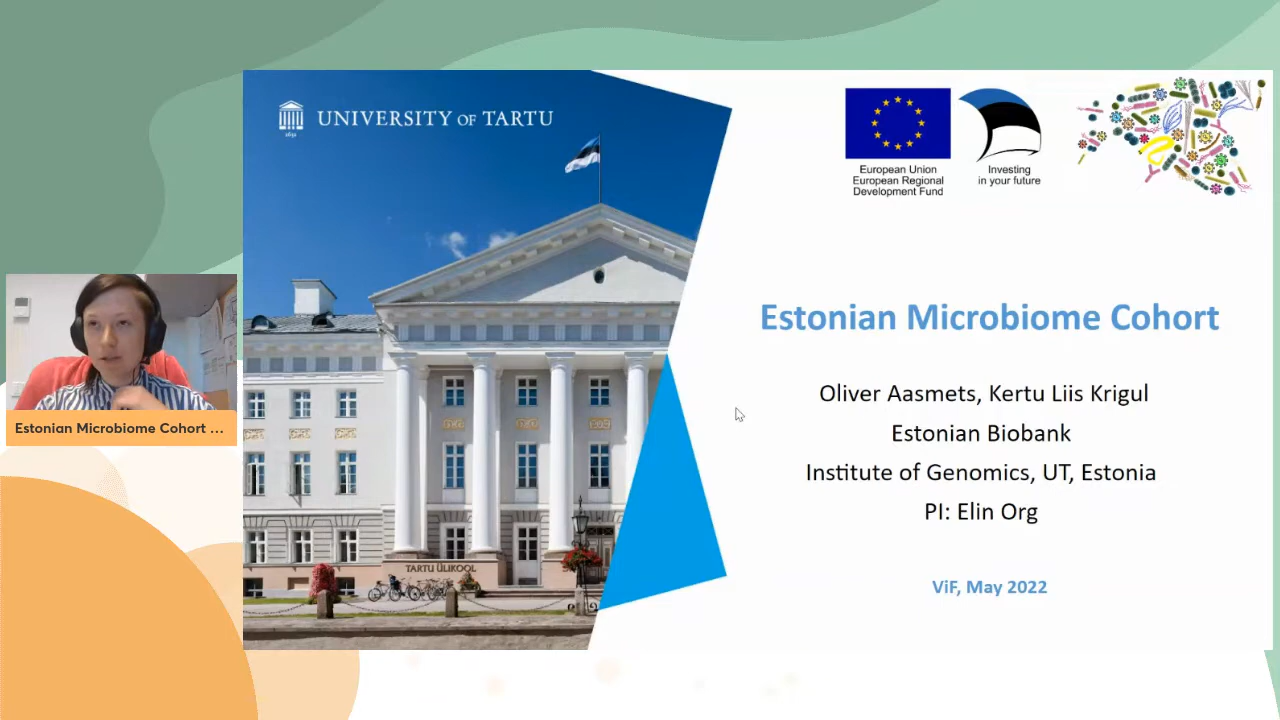 UNIVERSITY OF TARTU
1632
European Union
European Regional
Development Fund
Investing
in your future
Estonian Microbiome Cohort
Oliver Aasmets, Kertu Liis Krigul
Estonian Biobank
Institute of Genomics, UT, Estonia
PI: Elin Org
ViF, May 2022
TARTU ÜLIKOOL
Estonian Microbiome Cohort ...